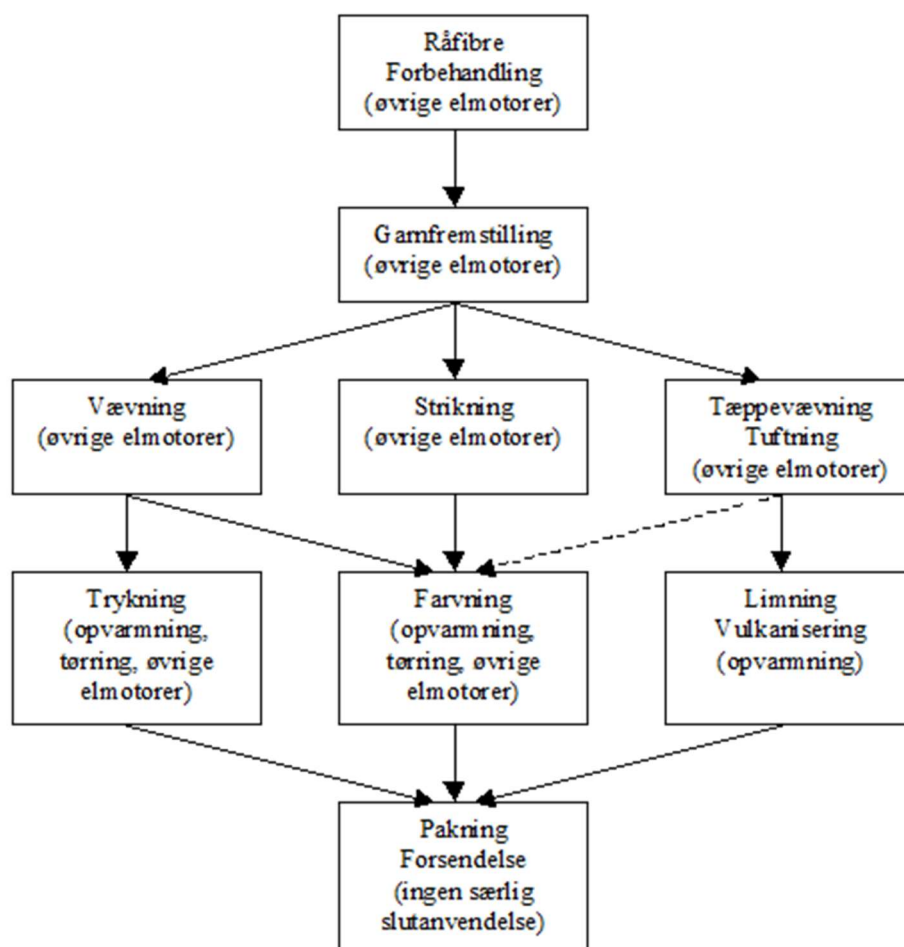 Råfibre
Forbehandling
(øvrige elmotorer)
Garnfremstilling
(øvrige elmotorer)
Vævning
(øvrige elmotorer)
Strikning
(øvrige elmotorer)
Tæppevævning
Tuftning
(øvrige elmotorer)
Trykning
(opvarmning,
tørring, øvrige
elmotorer)
Farvning
(opvarmning,
tørring, øvrige
elmotorer)
Limning
Vulkanisering
(opvarmning)
Pakning
Forsendelse
(ingen særlig
slutanvendelse)